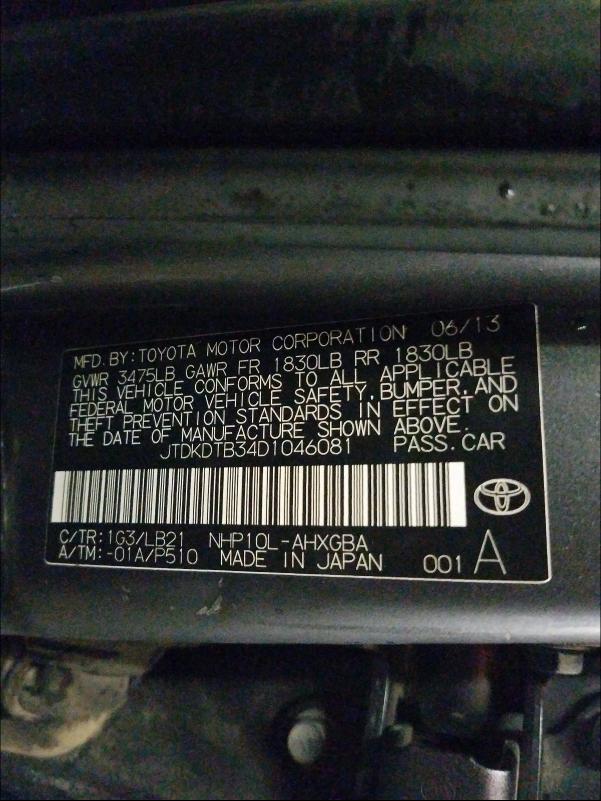 MFD. BY: TOYOTA MOTOR CORPORATION 06/13
GVWR 3475LB GAWR FR 1830LB RR 1830LB
THIS VEHICLE CONFORMS TO ALL APPLICABLE
FEDERAL MOTOR VEHICLE SAFETY, BUMPER, AND
THEFT PREVENTION STANDARDS IN EFFECT ON
THE DATE OF MANUFACTURE SHOWN ABOVE.
JTDKDTB34D1046081 PASS. CAR
C/TR: 1G3/LB21 NHP10L-AHXGBA
A/TM: -01A/P510 MADE IN JAPAN 001 A